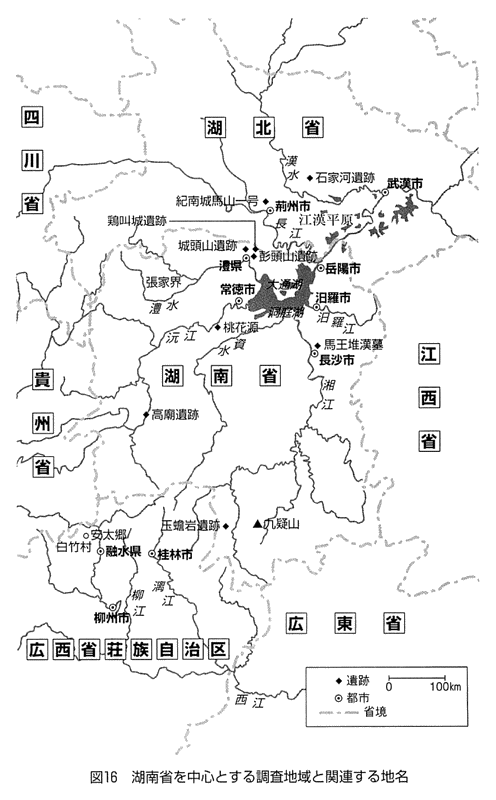 四川省
湖北省
漢水
石家河遺跡
武漢市
紀南城馬山一号
荊州市
長江
江漢平原
鶏叫城遺跡
城頭山遺跡
彭頭山遺跡
澧県
岳陽市
張家界
澧水
大通湖
常徳市
汨羅市
洞庭湖
汨羅江
沅江
桃花源
資水
馬王堆漢墓
長沙市
江西省
貴州省
湖南省
湘江
高廟遺跡
玉蟾岩遺跡
九疑山
安太郷
白竹村
融水県
桂林市
漓江
柳江
柳州市
広東省
広西省荘族自治区
西江
遺跡
都市
省境
0 100km
図16 湖南省を中心とする調査地域と関連する地名